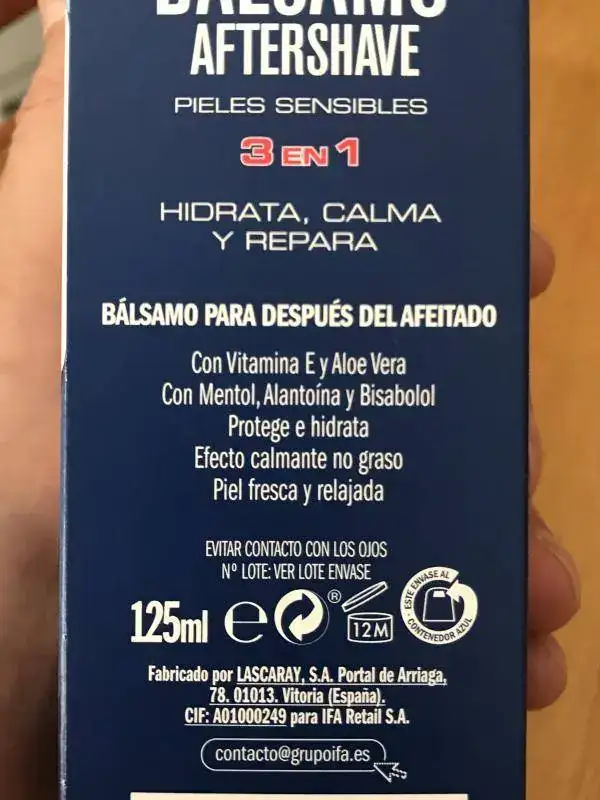 BÁLSAMO
AFTERSHAVE
PIELES SENSIBLES
3 EN 1
HIDRATA, CALMA
Y REPARA
BÁLSAMO PARA DESPUÉS DEL AFEITADO
Con Vitamina E y Aloe Vera
Con Mentol, Alantoína y Bisabolol
Protege e hidrata
Efecto calmante no graso
Piel fresca y relajada
EVITAR CONTACTO CON LOS OJOS
Nº LOTE: VER LOTE ENVASE
125ml e ® 12M
ESTE ENVASE AL
CONTENEDOR AZUL
Fabricado por LASCARAY, S.A. Portal de Arriaga,
78. 01013. Vitoria (España).
CIF: A01000249 para IFA Retail S.A.
contacto@grupoifa.es